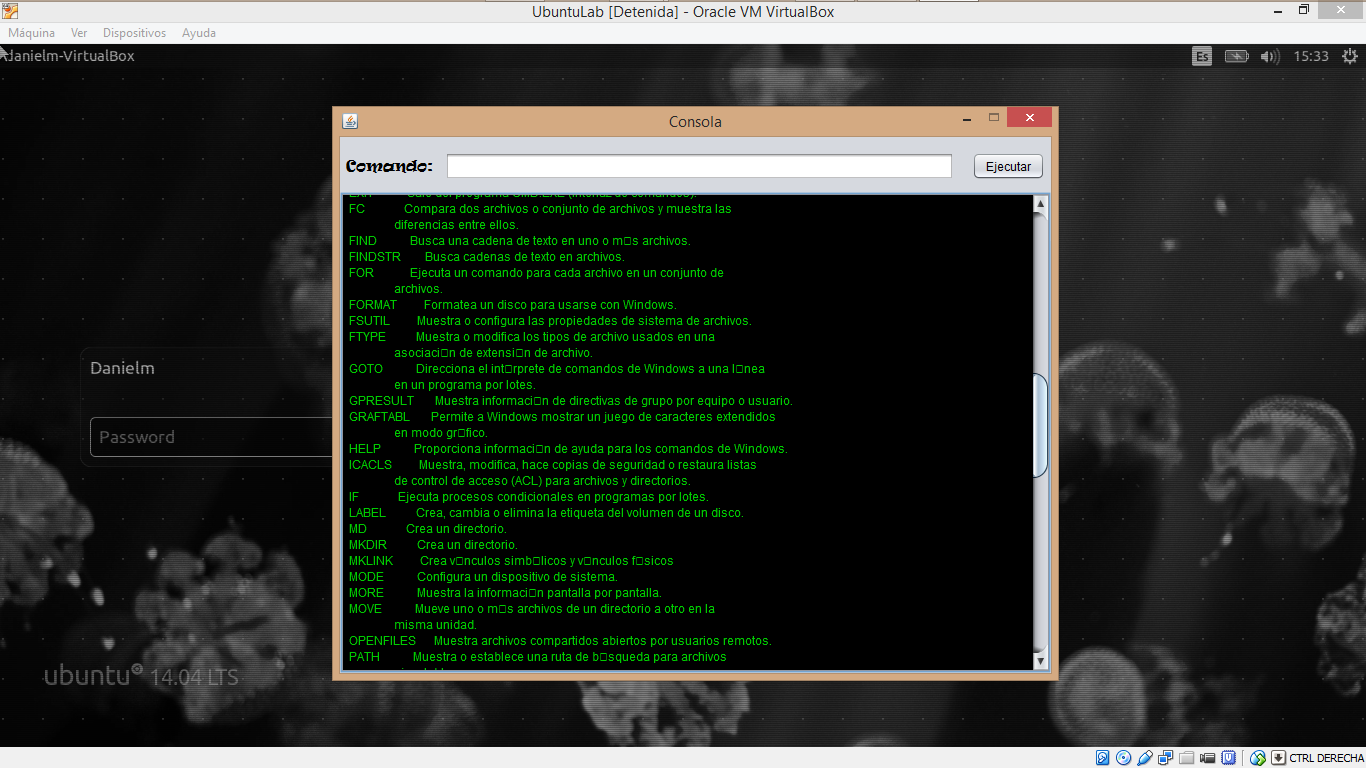 UbuntuLab [Detenida] - Oracle VM VirtualBox
Máquina Ver Dispositivos Ayuda
danielm-VirtualBox
Es 15:33
Consola
Comando: Ejecutar
FC Compara dos archivos o conjunto de archivos y muestra las
diferencias entre ellos.
FIND Busca una cadena de texto en uno o m□s archivos.
FINDSTR Busca cadenas de texto en archivos.
FOR Ejecuta un comando para cada archivo en un conjunto de
archivos.
FORMAT Formatea un disco para usarse con Windows.
FSUTIL Muestra o configura las propiedades de sistema de archivos.
FTYPE Muestra o modifica los tipos de archivo usados en una
asociaci□n de extensi□n de archivo.
GOTO Direcciona el int□rprete de comandos de Windows a una l□nea
en un programa por lotes.
GPRESULT Muestra informaci□n de directivas de grupo por equipo o usuario.
GRAFTABL Permite a Windows mostrar un juego de caracteres extendidos
en modo gr□fico.
HELP Proporciona informaci□n de ayuda para los comandos de Windows.
ICACLS Muestra, modifica, hace copias de seguridad o restaura listas
de control de acceso (ACL) para archivos y directorios.
IF Ejecuta procesos condicionales en programas por lotes.
LABEL Crea, cambia o elimina la etiqueta del volumen de un disco.
MD Crea un directorio.
MKDIR Crea un directorio.
MKLINK Crea v□nculos simb□licos y v□nculos f□sicos
MODE Configura un dispositivo de sistema.
MORE Muestra la informaci□n pantalla por pantalla.
MOVE Mueve uno o m□s archivos de un directorio a otro en la
misma unidad.
OPENFILES Muestra archivos compartidos abiertos por usuarios remotos.
PATH Muestra o establece una ruta de b□squeda para archivos
Danielm
Password
ubuntu 14.04 LTS
CTRL DERECHA